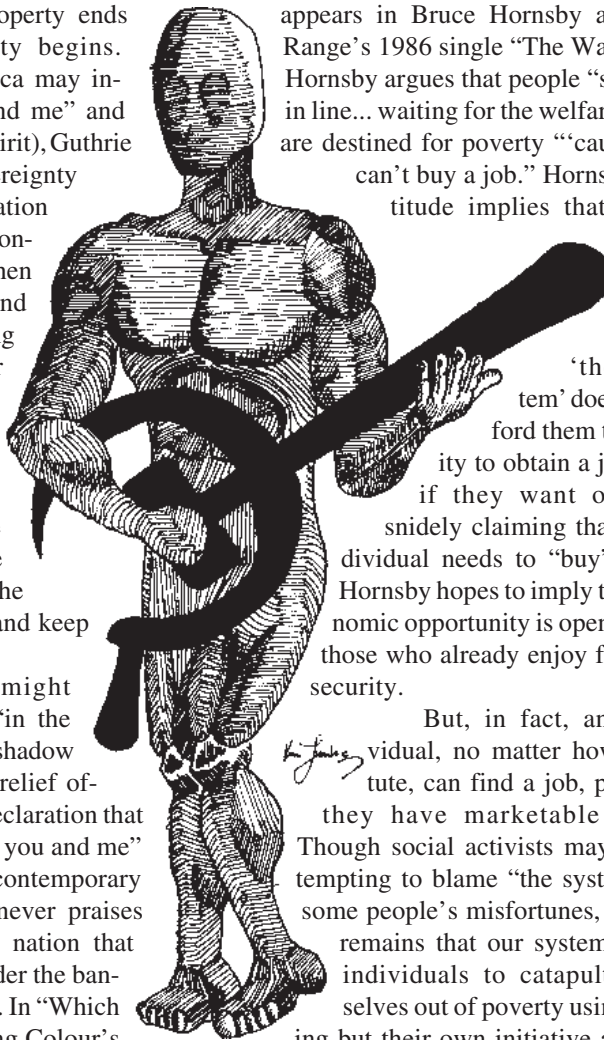 operty ends
ty begins.
ca may in-
nd me” and
irit), Guthrie
reignty
ation
on-
hen
nd
g
r
e
he
and keep
might
“in the
shadow
relief of-
eclaration that
you and me”
contemporary
never praises
nation that
der the ban-
. In “Which
ng Colour’s
appears in Bruce Hornsby a
Range’s 1986 single “The Wa
Hornsby argues that people “s
in line... waiting for the welfar
are destined for poverty “‘cau
can’t buy a job.” Horns
titude implies that
‘th
tem’ doe
ford them t
ity to obtain a j
if they want o
snidely claiming tha
dividual needs to “buy”
Hornsby hopes to imply t
nomic opportunity is open
those who already enjoy f
security.
But, in fact, an
vidual, no matter how
tute, can find a job, p
they have marketable
Though social activists may
tempting to blame “the syst
some people’s misfortunes,
remains that our system
individuals to catapult
selves out of poverty usin
ing but their own initiative a